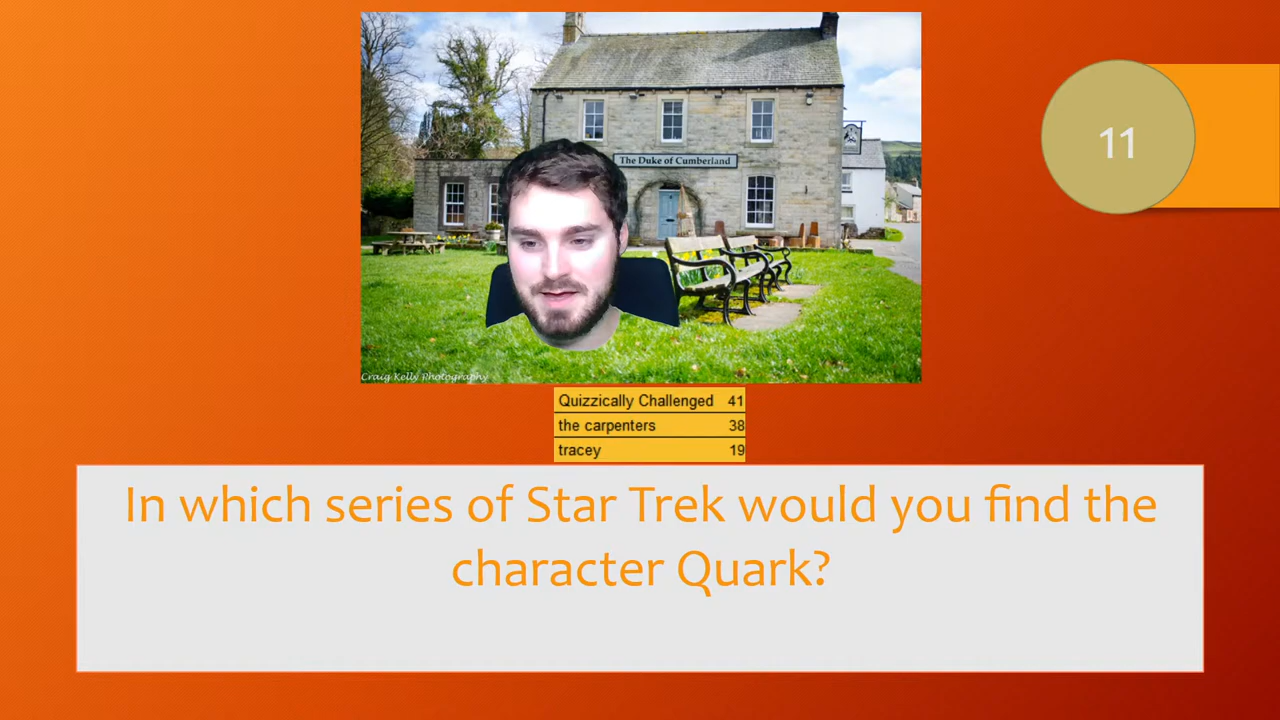 11
The Duke of Cumberland
Craig Kelly Photography
Quizzically Challenged 41
the carpenters 38
tracey 19
In which series of Star Trek would you find the
character Quark?